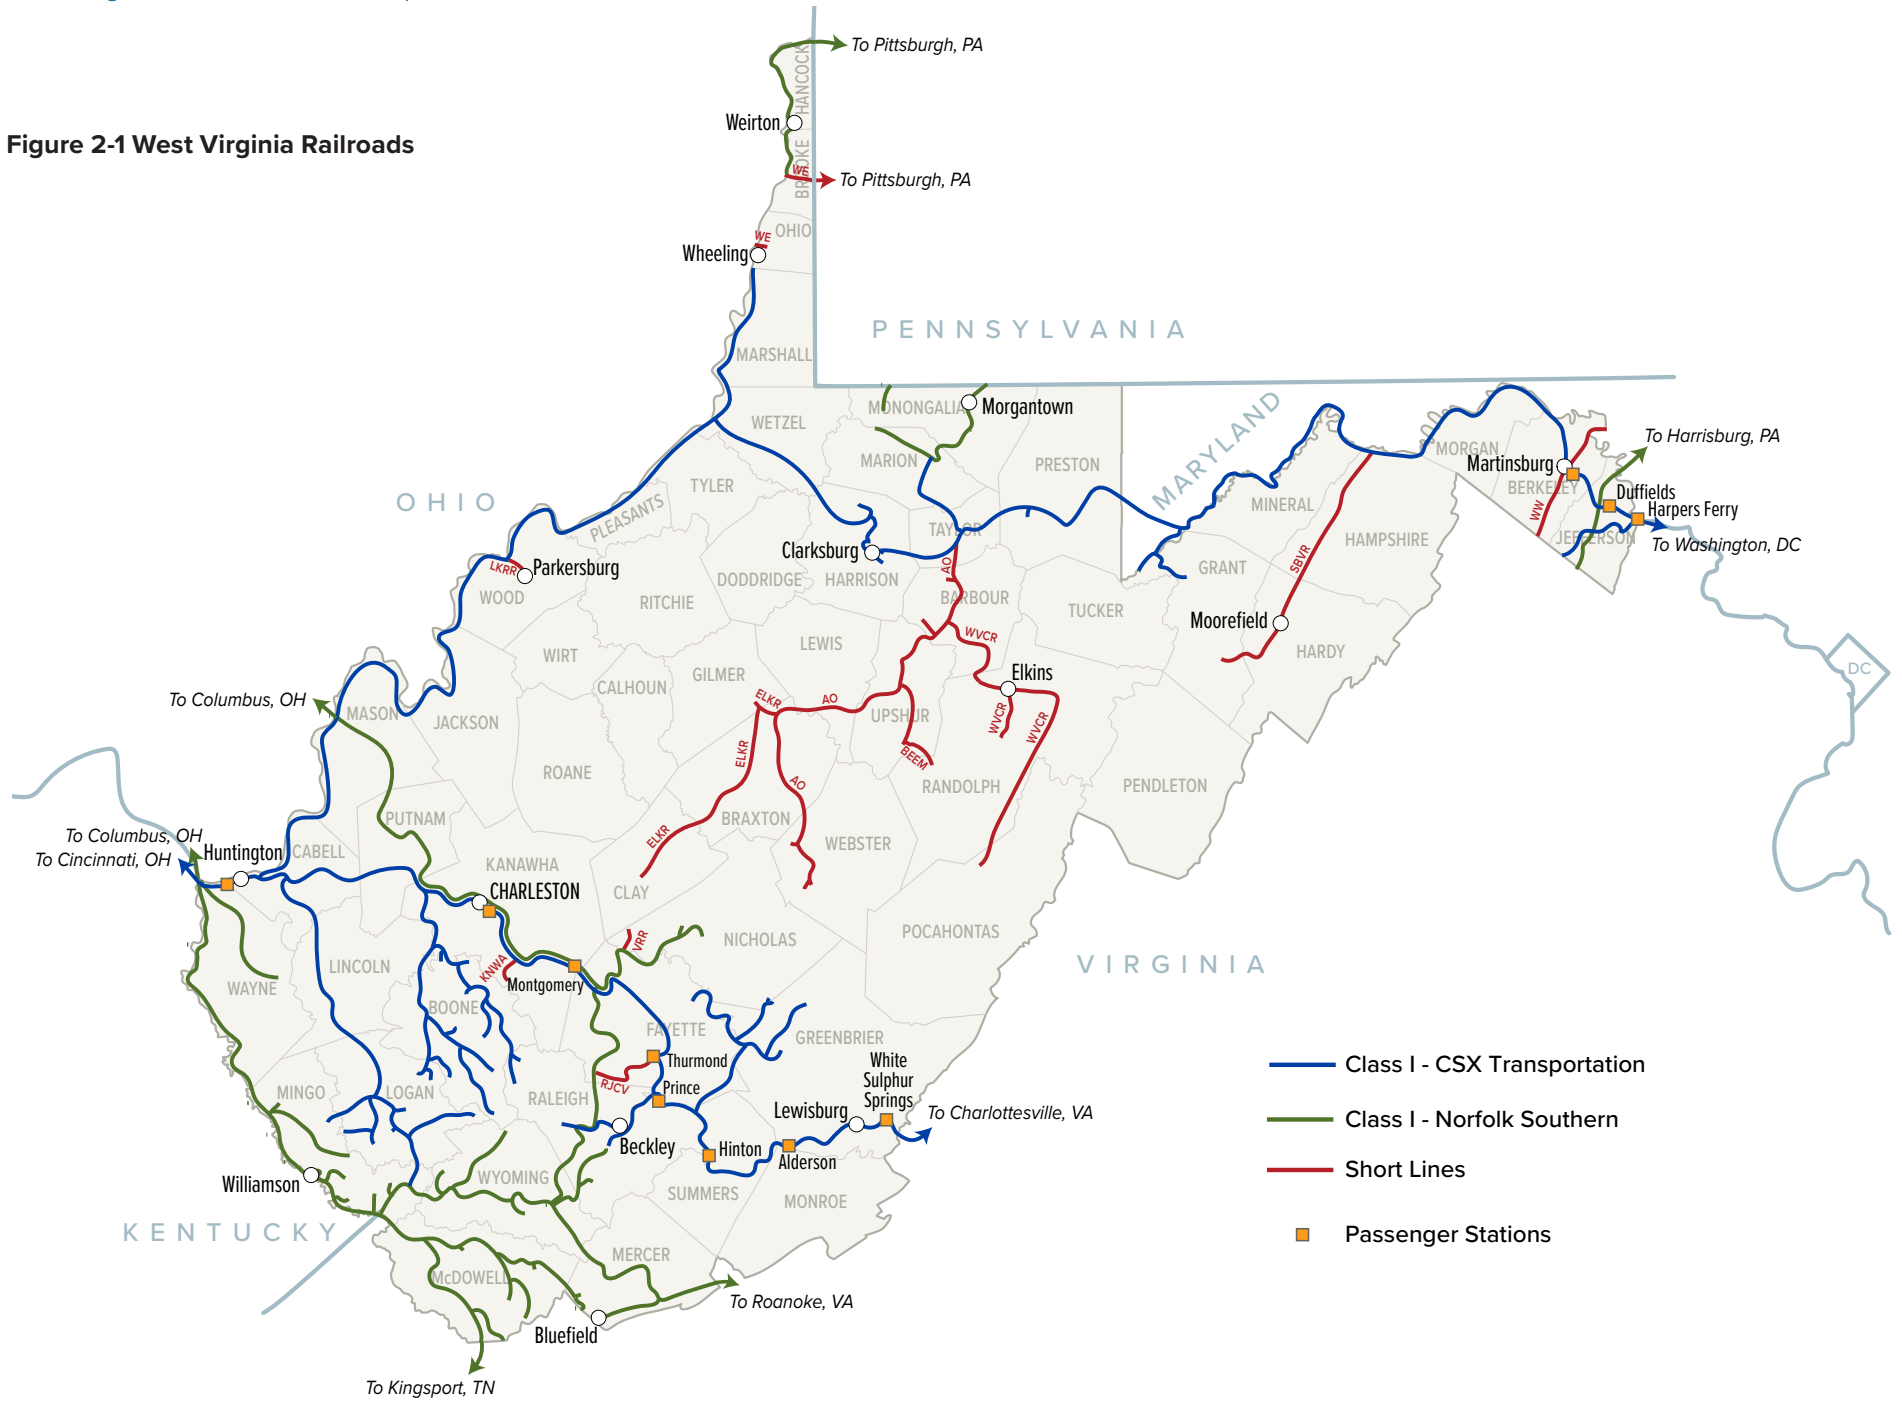 Figure 2-1 West Virginia Railroads
To Pittsburgh, PA
HANCOCK
Weirton
BROOKE
WE
To Pittsburgh, PA
OHIO
WE
Wheeling
PENNSYLVANIA
MARSHALL
WETZEL
MONONGALIA
Morgantown
MARION
PRESTON
MARYLAND
MORGAN
To Harrisburg, PA
Martinsburg
BERKELEY
WW
Duffields
Harpers Ferry
JEFFERSON
To Washington, DC
DC
OHIO
TYLER
PLEASANTS
TAYLOR
MINERAL
HAMPSHIRE
Clarksburg
HARRISON
DODDRIDGE
AO
GRANT
SBVR
LKRR
Parkersburg
WOOD
RITCHIE
BARBOUR
TUCKER
Moorefield
HARDY
WIRT
LEWIS
WVCR
CALHOUN
GILMER
Elkins
To Columbus, OH
MASON
JACKSON
ELKR
AO
UPSHUR
WVCR
WVCR
ELKR
BEEM
ROANE
AO
RANDOLPH
PENDLETON
PUTNAM
BRAXTON
ELKR
WEBSTER
To Columbus, OH
To Cincinnati, OH
Huntington
CABELL
KANAWHA
CHARLESTON
CLAY
NICHOLAS
POCAHONTAS
VRR
KNWA
Montgomery
LINCOLN
WAYNE
BOONE
VIRGINIA
FAYETTE
GREENBRIER
Thurmond
RJCV
Prince
White
Sulphur
Springs
Lewisburg
To Charlottesville, VA
MINGO
LOGAN
RALEIGH
Beckley
Hinton
Alderson
Williamson
WYOMING
SUMMERS
MONROE
KENTUCKY
MERCER
McDOWELL
To Roanoke, VA
Bluefield
To Kingsport, TN
Class I - CSX Transportation
Class I - Norfolk Southern
Short Lines
Passenger Stations